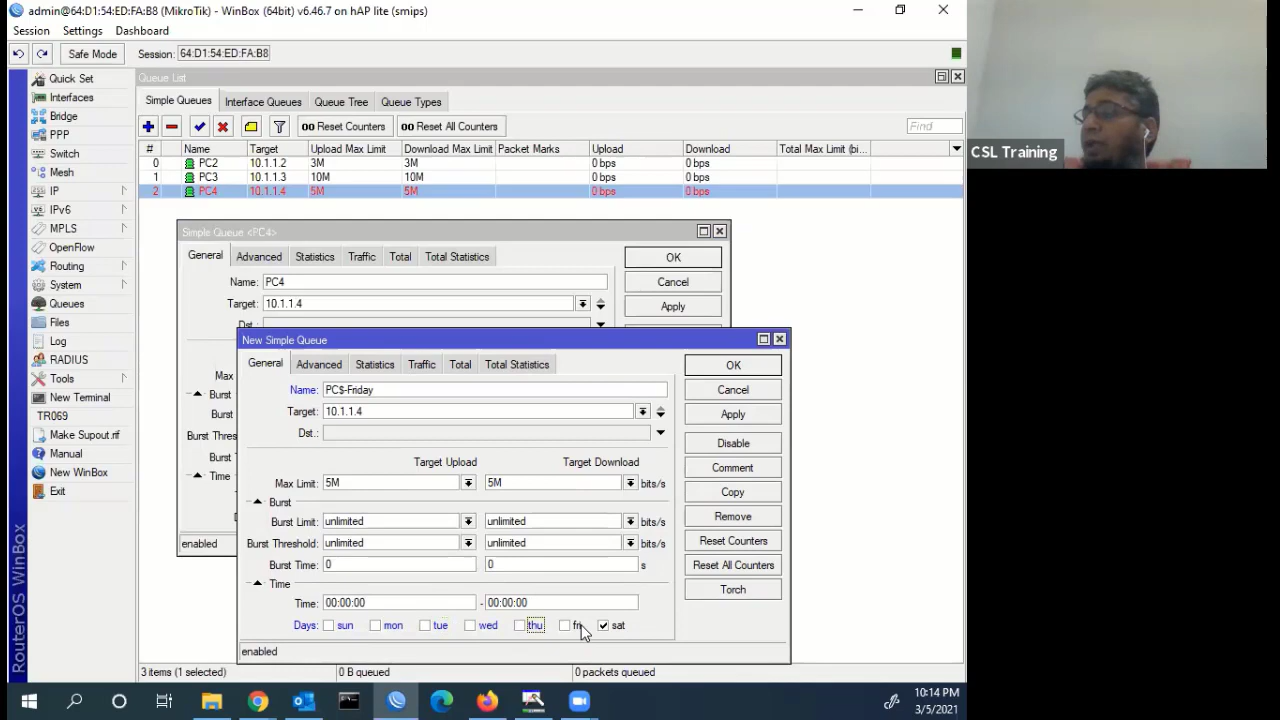 admin@64:D1:54:ED:FA:B8 (MikroTik) - WinBox (64bit) v6.46.7 on hAP lite (smips)
Session Settings Dashboard
Safe Mode Session: 64:D1:54:ED:FA:B8
Queue List
Simple Queues Interface Queues Queue Tree Queue Types
00 Reset Counters 00 Reset All Counters Find
# Name Target Upload Max Limit Download Max Limit Packet Marks Upload Download Total Max Limit (bi...
0 PC2 10.1.1.2 3M 3M 0 bps 0 bps
1 PC3 10.1.1.3 10M 10M 0 bps 0 bps
2 PC4 10.1.1.4 5M 5M 0 bps 0 bps
Quick Set
Interfaces
Bridge
PPP
Switch
Mesh
IP
IPv6
MPLS
OpenFlow
Routing
System
Queues
Files
Log
RADIUS
Tools
New Terminal
TR069
Make Supout.rif
Manual
New WinBox
Exit
RouterOS WinBox
Simple Queue <PC4>
General Advanced Statistics Traffic Total Total Statistics
OK
Name: PC4
Cancel
Target: 10.1.1.4
Apply
Dst.:
Max
Burst
Burst
Burst Thres
Burst T
Time
enabled
New Simple Queue
General Advanced Statistics Traffic Total Total Statistics
OK
Name: PC$-Friday
Cancel
Target: 10.1.1.4
Apply
Dst.:
Disable
Target Upload Target Download
Comment
Max Limit: 5M 5M bits/s
Copy
Burst
Burst Limit: unlimited unlimited bits/s
Remove
Burst Threshold: unlimited unlimited bits/s
Reset Counters
Burst Time: 0 0 s
Reset All Counters
Time
Torch
Time: 00:00:00 - 00:00:00
Days: sun mon tue wed thu fri sat
enabled
3 items (1 selected) 0 B queued 0 packets queued
CSL Training
10:14 PM
3/5/2021